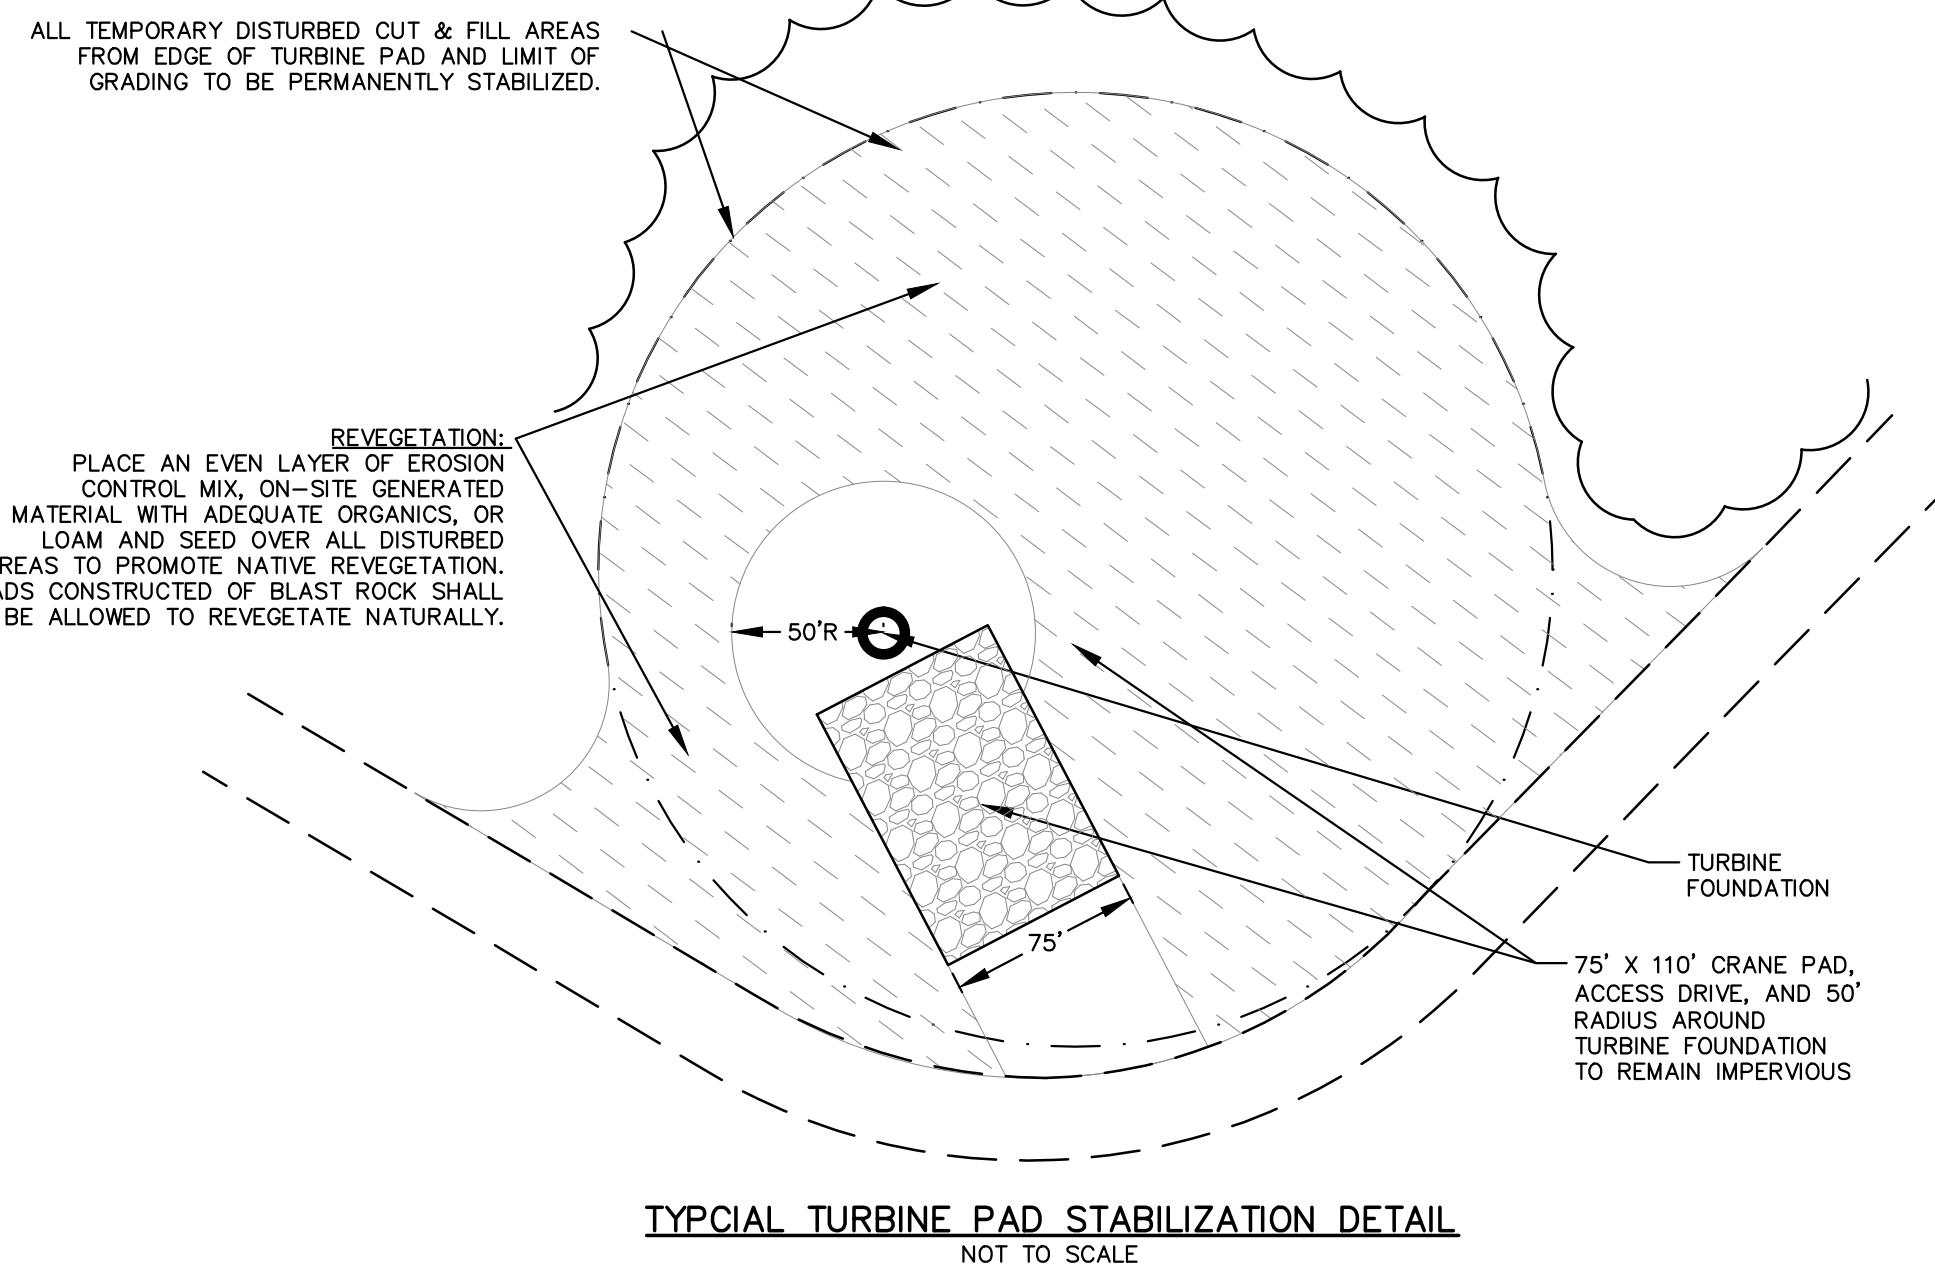 ALL TEMPORARY DISTURBED CUT & FILL AREAS
FROM EDGE OF TURBINE PAD AND LIMIT OF
GRADING TO BE PERMANENTLY STABILIZED.
REVEGETATION:
PLACE AN EVEN LAYER OF EROSION
CONTROL MIX, ON-SITE GENERATED
MATERIAL WITH ADEQUATE ORGANICS, OR
LOAM AND SEED OVER ALL DISTURBED
REAS TO PROMOTE NATIVE REVEGETATION.
ADS CONSTRUCTED OF BLAST ROCK SHALL
BE ALLOWED TO REVEGETATE NATURALLY.
50'R
75'
TURBINE
FOUNDATION
75' X 110' CRANE PAD,
ACCESS DRIVE, AND 50'
RADIUS AROUND
TURBINE FOUNDATION
TO REMAIN IMPERVIOUS
TYPCIAL TURBINE PAD STABILIZATION DETAIL
NOT TO SCALE